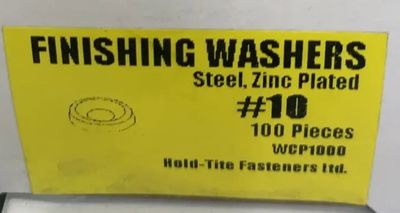 FINISHING WASHERS
Steel, Zinc Plated
#10
100 Pieces
WCP1000
Hold-Tite Fasteners Ltd.